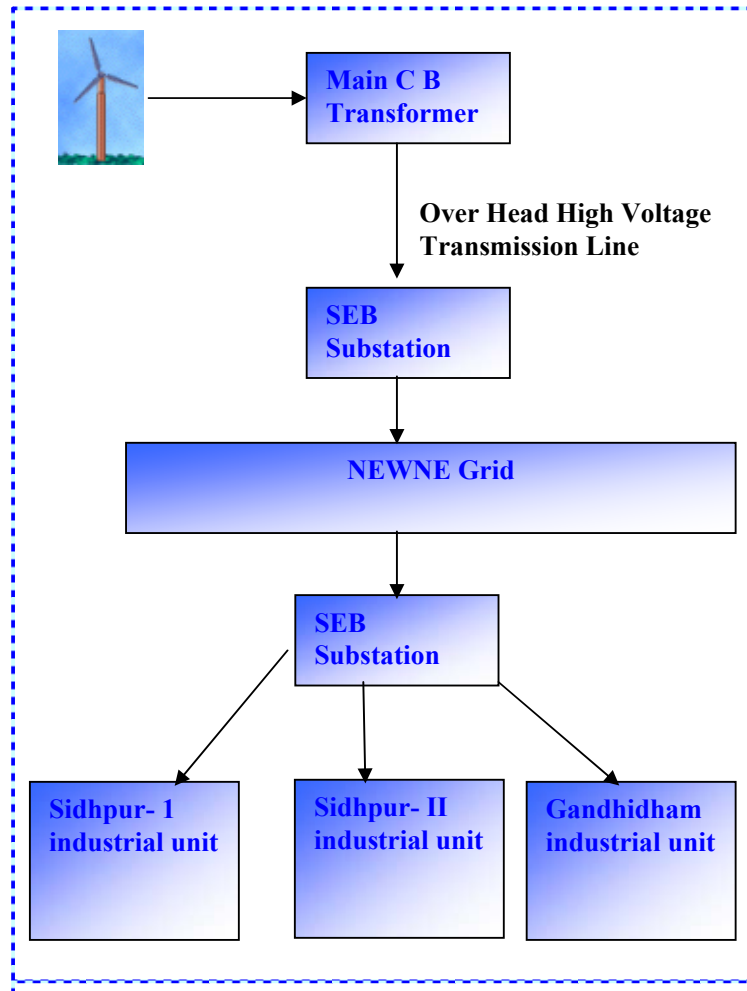 Main C B
Transformer
Over Head High Voltage
Transmission Line
SEB
Substation
NEWNE Grid
SEB
Substation
Sidhpur- 1
industrial unit
Sidhpur- II
industrial unit
Gandhidham
industrial unit